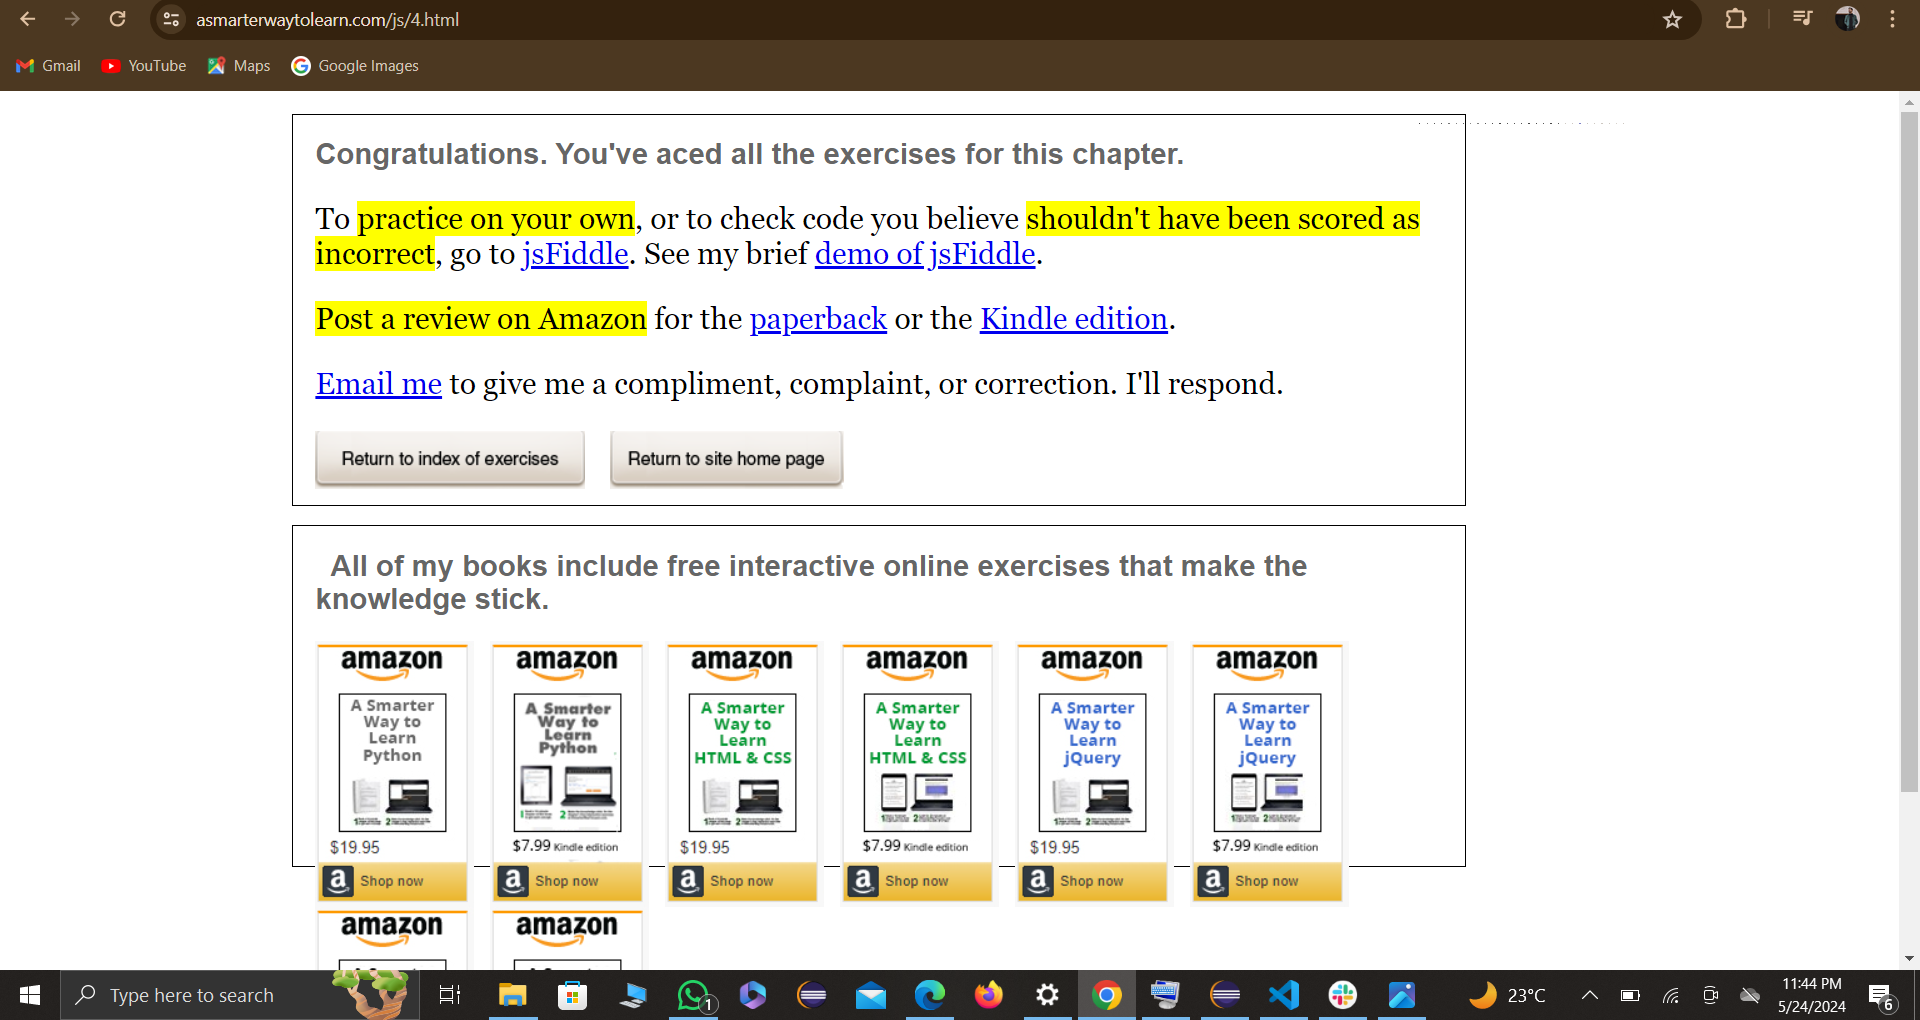 asmarterwaytolearn.com/js/4.html
Gmail YouTube Maps Google Images
Congratulations. You've aced all the exercises for this chapter.
To practice on your own, or to check code you believe shouldn't have been scored as
incorrect, go to jsFiddle. See my brief demo of jsFiddle.
Post a review on Amazon for the paperback or the Kindle edition.
Email me to give me a compliment, complaint, or correction. I'll respond.
Return to index of exercises Return to site home page
All of my books include free interactive online exercises that make the
knowledge stick.
amazon amazon amazon amazon amazon amazon
A Smarter A Smarter A Smarter A Smarter A Smarter A Smarter
Way to Way to Way to Way to Way to Way to
Learn Learn Learn Learn Learn Learn
Python Python HTML & CSS HTML & CSS jQuery jQuery
$19.95 $7.99 Kindle edition $19.95 $7.99 Kindle edition $19.95 $7.99 Kindle edition
a Shop now a Shop now a Shop now a Shop now a Shop now a Shop now
amazon amazon
Type here to search
1
23°C
11:44 PM
5/24/2024
6